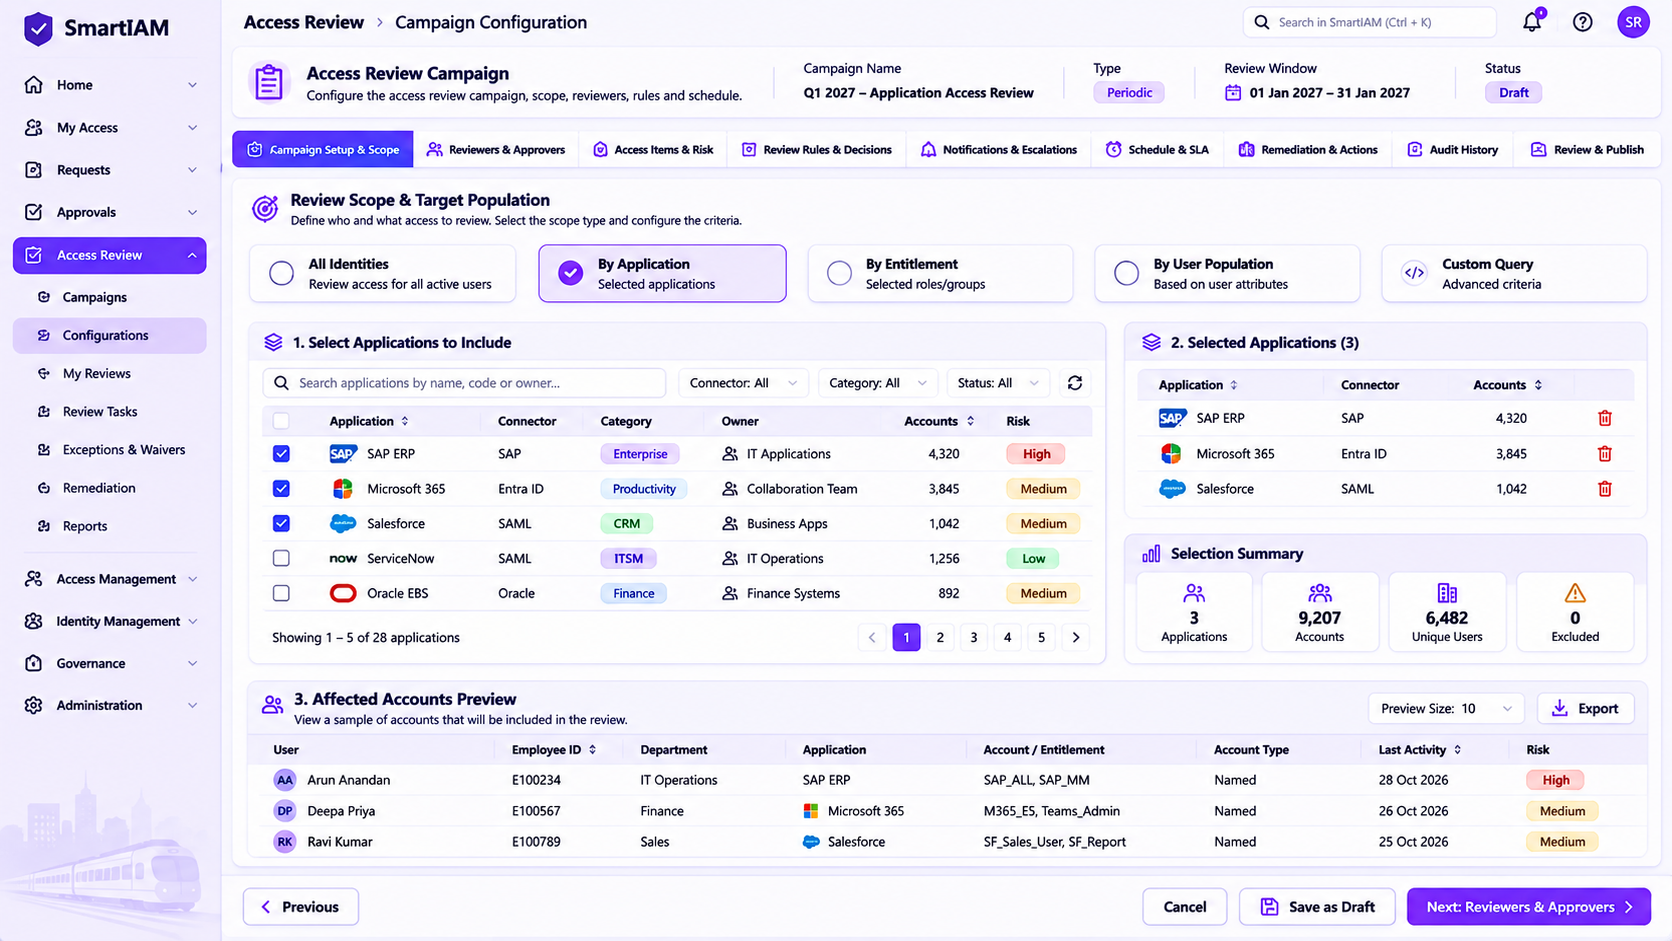 SmartIAM
Access Review > Campaign Configuration
Search in SmartIAM (Ctrl + K)
SR
Home
My Access
Requests
Approvals
Access Review
Campaigns
Configurations
My Reviews
Review Tasks
Exceptions & Waivers
Remediation
Reports
Access Management
Identity Management
Governance
Administration
Access Review Campaign
Configure the access review campaign, scope, reviewers, rules and schedule.
Campaign Name
Q1 2027 – Application Access Review
Type
Periodic
Review Window
01 Jan 2027 – 31 Jan 2027
Status
Draft
Campaign Setup & Scope
Reviewers & Approvers
Access Items & Risk
Review Rules & Decisions
Notifications & Escalations
Schedule & SLA
Remediation & Actions
Audit History
Review & Publish
Review Scope & Target Population
Define who and what access to review. Select the scope type and configure the criteria.
All Identities
Review access for all active users
By Application
Selected applications
By Entitlement
Selected roles/groups
By User Population
Based on user attributes
</>
Custom Query
Advanced criteria
1. Select Applications to Include
Search applications by name, code or owner...
Connector: All
Category: All
Status: All
Application Connector Category Owner Accounts Risk
SAP SAP ERP SAP Enterprise IT Applications 4,320 High
Microsoft 365 Entra ID Productivity Collaboration Team 3,845 Medium
Salesforce SAML CRM Business Apps 1,042 Medium
now ServiceNow SAML ITSM IT Operations 1,256 Low
Oracle EBS Oracle Finance Finance Systems 892 Medium
Showing 1 – 5 of 28 applications
< 1 2 3 4 5 >
2. Selected Applications (3)
Application Connector Accounts
SAP SAP ERP SAP 4,320
Microsoft 365 Entra ID 3,845
Salesforce SAML 1,042
Selection Summary
3
Applications
9,207
Accounts
6,482
Unique Users
0
Excluded
3. Affected Accounts Preview
View a sample of accounts that will be included in the review.
Preview Size: 10
Export
User Employee ID Department Application Account / Entitlement Account Type Last Activity Risk
AA Arun Anandan E100234 IT Operations SAP ERP SAP_ALL, SAP_MM Named 28 Oct 2026 High
DP Deepa Priya E100567 Finance Microsoft 365 M365_E5, Teams_Admin Named 26 Oct 2026 Medium
RK Ravi Kumar E100789 Sales Salesforce SF_Sales_User, SF_Report Named 25 Oct 2026 Medium
< Previous
Cancel
Save as Draft
Next: Reviewers & Approvers >